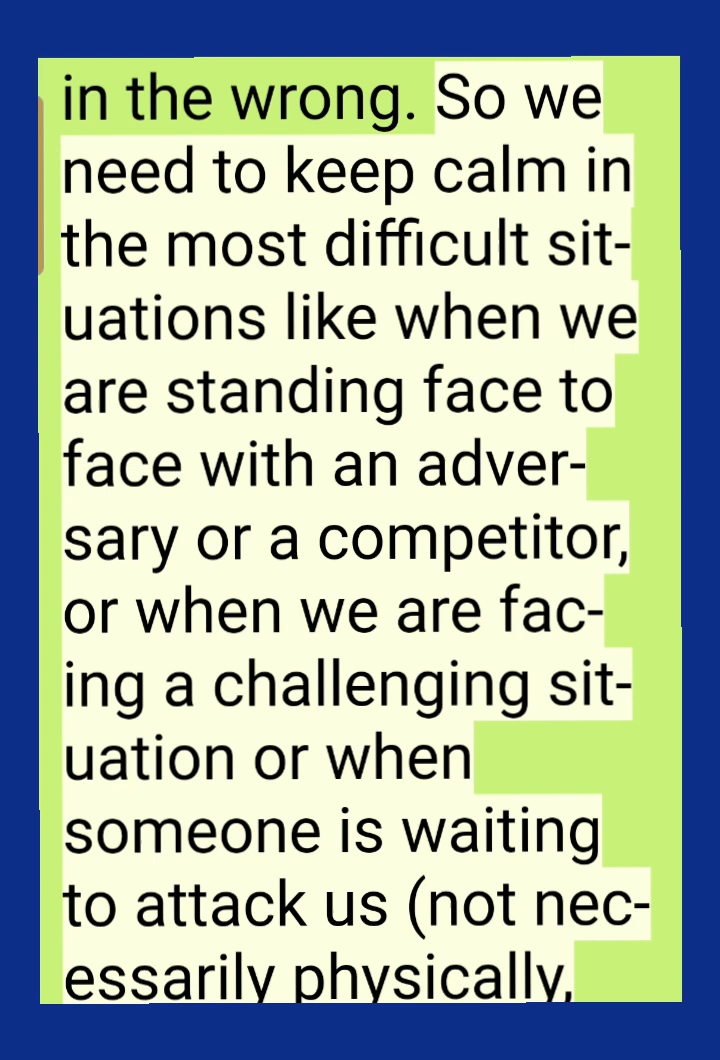 in the wrong. So we
need to keep calm in
the most difficult sit-
uations like when we
are standing face to
face with an adver-
sary or a competitor,
or when we are fac-
ing a challenging sit-
uation or when
someone is waiting
to attack us (not nec-
essarily physically,